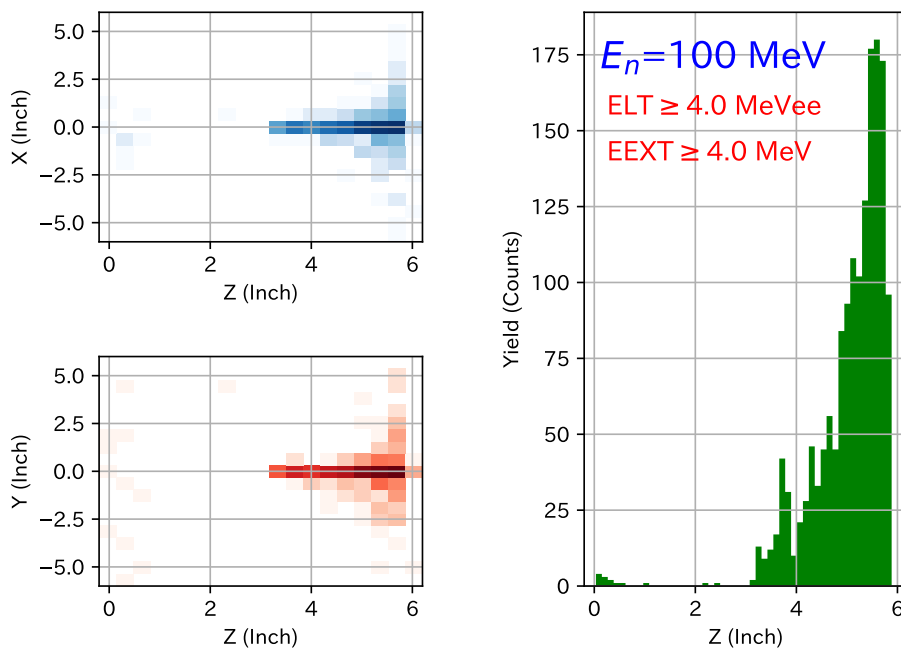 5.0
2.5
0.0
−2.5
−5.0
X (Inch)
0 2 4 6
Z (Inch)
5.0
2.5
0.0
−2.5
−5.0
Y (Inch)
0 2 4 6
Z (Inch)
175
150
125
100
75
50
25
0
Yield (Counts)
E_n=100 MeV
ELT ≥ 4.0 MeVee
EEXT ≥ 4.0 MeV
0 2 4 6
Z (Inch)